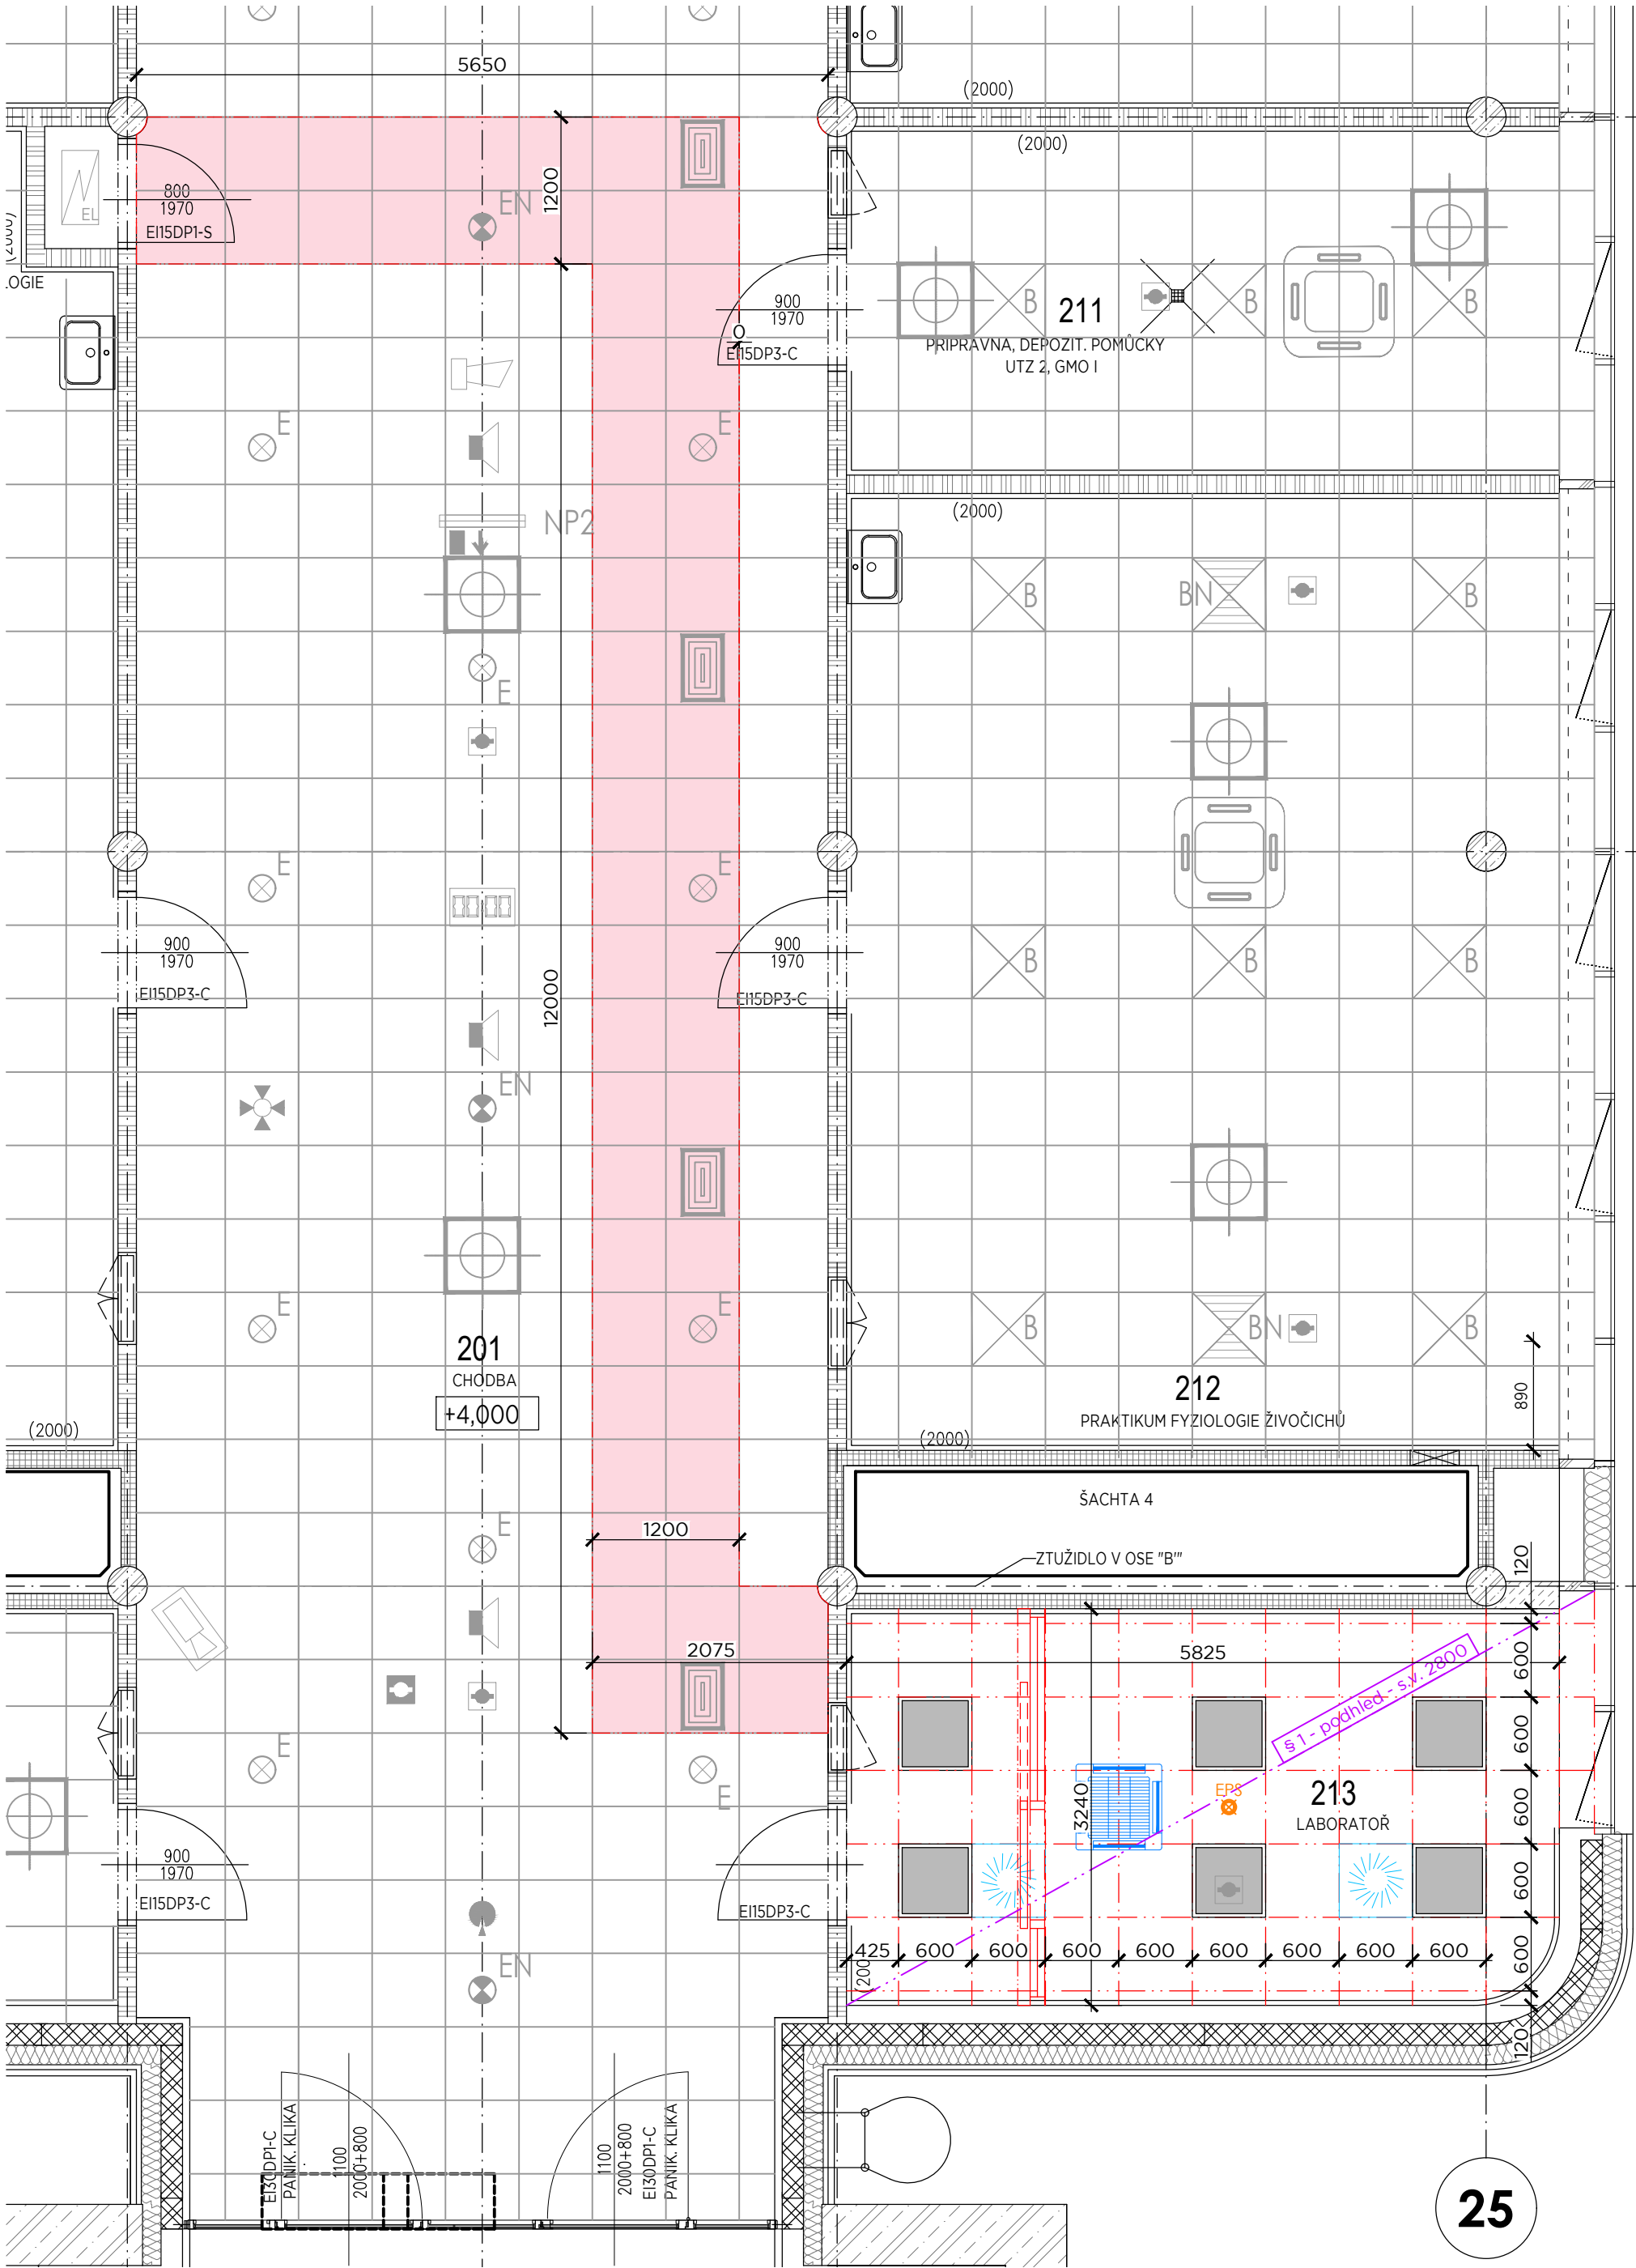 5650
(2000)
(2000)
800
1970
EI15DP1-S
EL
(2000)
LOGIE
EN
1200
900
1970
EI15DP3-C
0
B
211
B
B
PŘÍPRAVNA, DEPOZIT. POMŮCKY
UTZ 2, GMO I
E
E
NP2
(2000)
B
BN
B
E
E
E
900
1970
EI15DP3-C
900
1970
EI15DP3-C
12000
B
B
B
EN
E
E
B
BN
B
201
CHODBA
+4,000
212
PRAKTIKUM FYZIOLOGIE ŽIVOČICHŮ
890
(2000)
(2000)
ŠACHTA 4
E
1200
ZTUŽIDLO V OSE "B"
120
2075
5825
600
§ 1 - podhled - s.v. 2800
600
E
E
3240
EPS
213
LABORATOŘ
600
900
1970
EI15DP3-C
EI15DP3-C
600
EN
425
600
600
600
600
600
600
600
600
600
(200
120
EI30DP1-C
PANIK. KLIKA
1100
2000+800
1100
2000+800
EI30DP1-C
PANIK. KLIKA
25